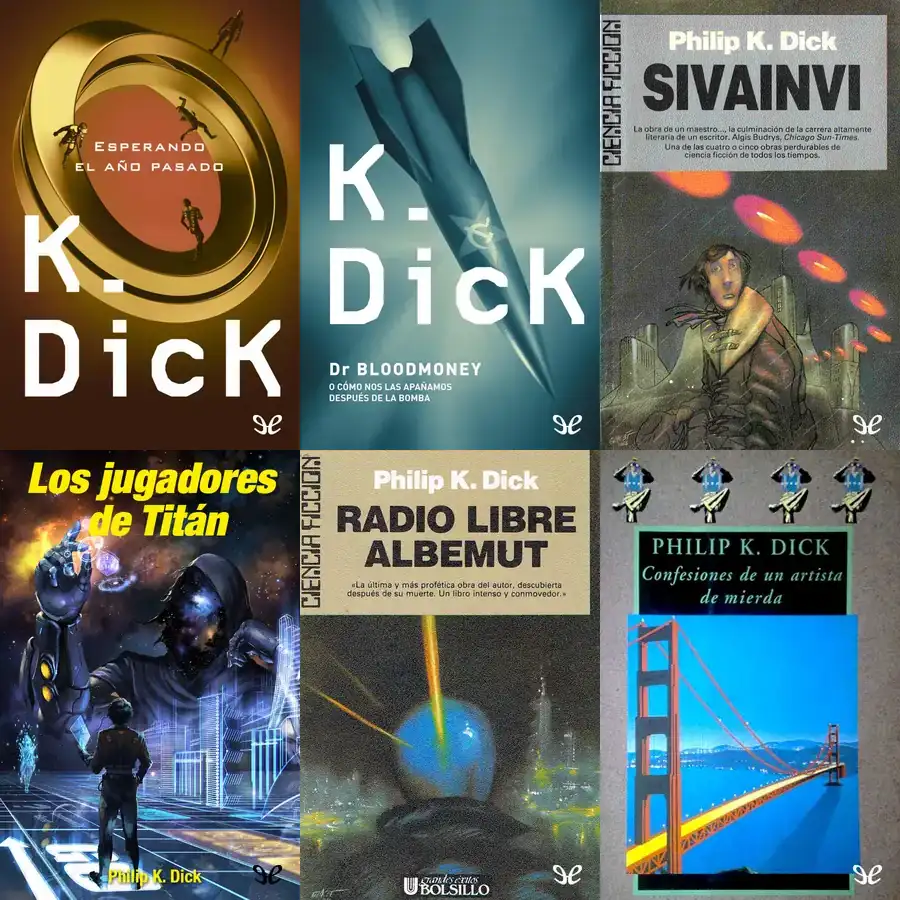 ESPERANDO
EL AÑO PASADO
K.
DicK
K.
DicK
Dr BLOODMONEY
O CÓMO NOS LAS APAÑAMOS
DESPUÉS DE LA BOMBA
CIENCIA FICCION
Philip K. Dick
SIVAINVI
La obra de un maestro..., la culminación de la carrera altamente
literaria de un escritor. Algis Budrys, Chicago Sun-Times.
Una de las cuatro o cinco obras perdurables de
ciencia ficción de todos los tiempos.
Los jugadores
de Titán
Philip K. Dick
CIENCIA FICCION
Philip K. Dick
RADIO LIBRE
ALBEMUT
«La última y más profética obra del autor, descubierta
después de su muerte. Un libro intenso y conmovedor.»
grandes éxitos
BOLSILLO
PHILIP K. DICK
Confesiones de un artista
de mierda